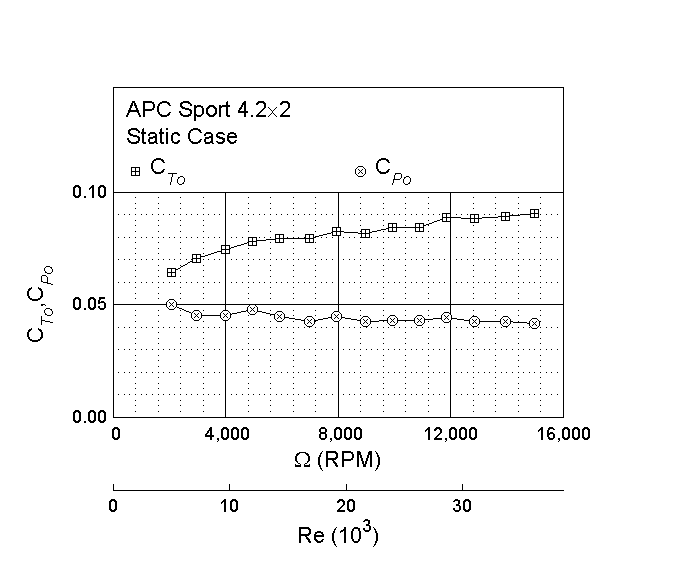 APC Sport 4.2×2
Static Case
C_To C_Po
0.10
0.05
0.00
C_To,C_Po
0 4,000 8,000 12,000 16,000
Ω (RPM)
0 10 20 30
Re (10³)